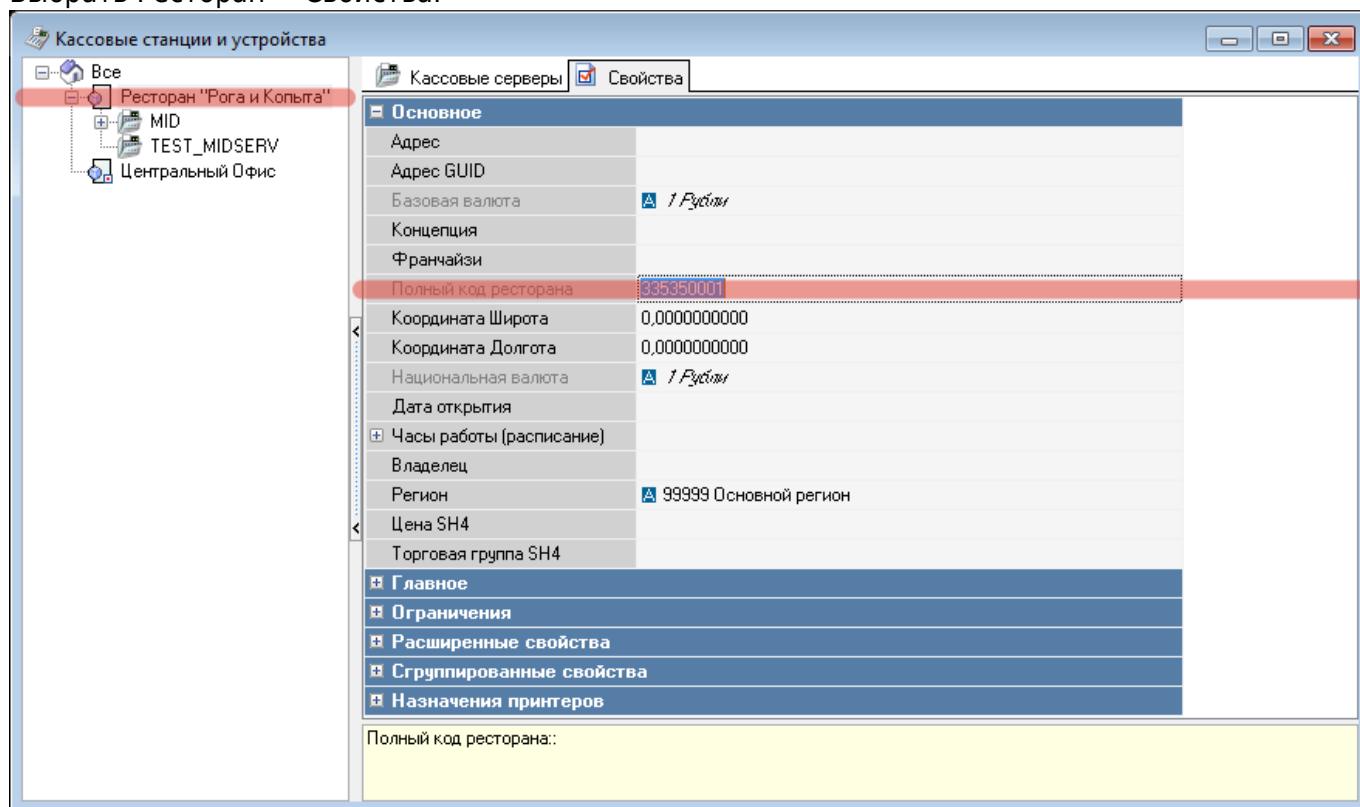 Кассовые станции и устройства
Все
Ресторан "Рога и Копыта"
MID
TEST_MIDSERV
Центральный Офис
Кассовые серверы Свойства
Основное
Адрес
Адрес GUID
Базовая валюта A 1 Рубли
Концепция
Франчайзи
Полный код ресторана 335350001
Координата Широта 0,0000000000
Координата Долгота 0,0000000000
Национальная валюта A 1 Рубли
Дата открытия
Часы работы (расписание)
Владелец
Регион A 99999 Основной регион
Цена SH4
Торговая группа SH4
Главное
Ограничения
Расширенные свойства
Сгруппированные свойства
Назначения принтеров
Полный код ресторана::